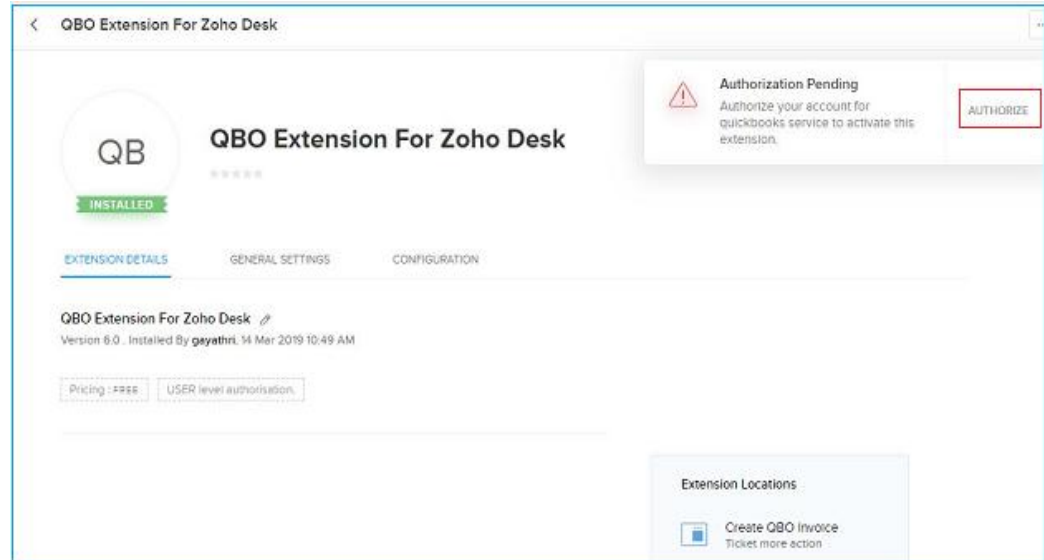 QBO Extension For Zoho Desk
Authorization Pending
Authorize your account for
quickbooks service to activate this
extension.
AUTHORIZE
QB
INSTALLED
QBO Extension For Zoho Desk
EXTENSION DETAILS
GENERAL SETTINGS
CONFIGURATION
QBO Extension For Zoho Desk
Version 6.0 . Installed By gayathri, 14 Mar 2019 10:49 AM
Pricing : FREE
USER level authorisation.
Extension Locations
Create QBO Invoice
Ticket more action